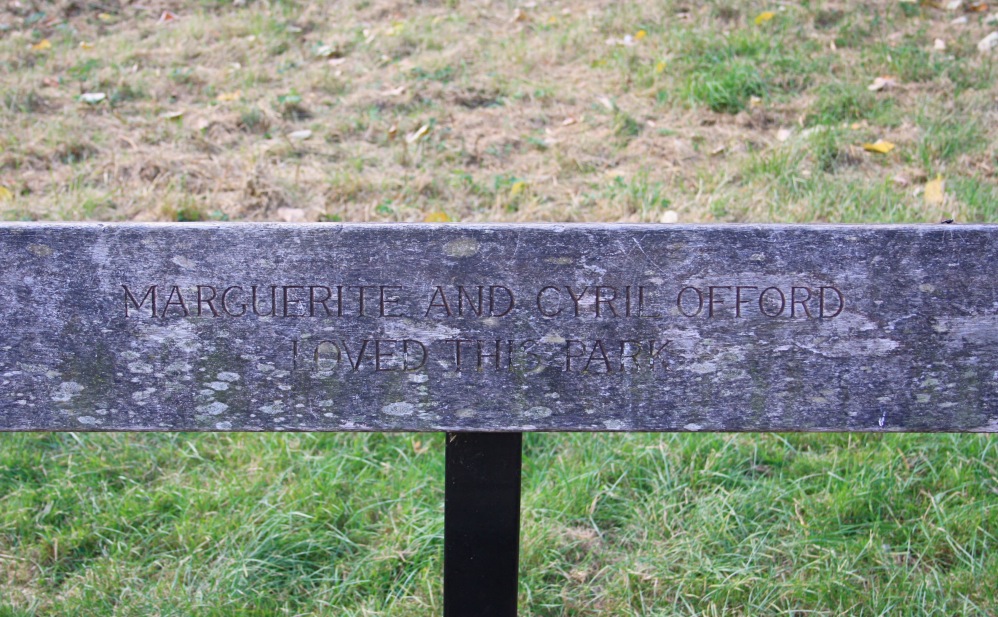 MARGUERITE AND CYRIL OFFORD
LOVED THIS PARK